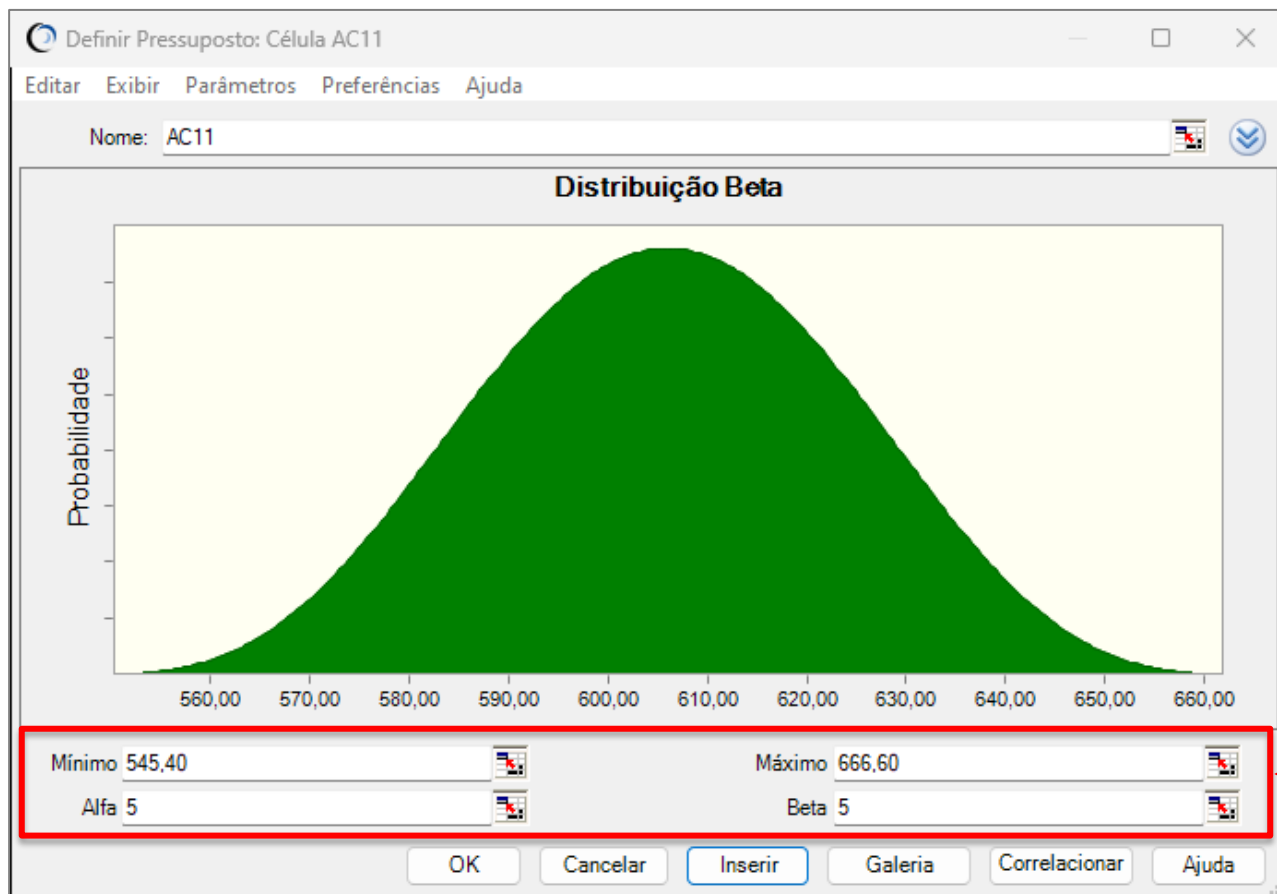 Definir Pressuposto: Célula AC11
Editar Exibir Parâmetros Preferências Ajuda
Nome: AC11
Distribuição Beta
Probabilidade
560,00 570,00 580,00 590,00 600,00 610,00 620,00 630,00 640,00 650,00 660,00
Mínimo 545,40 Máximo 666,60
Alfa 5 Beta 5
OK Cancelar Inserir Galeria Correlacionar Ajuda